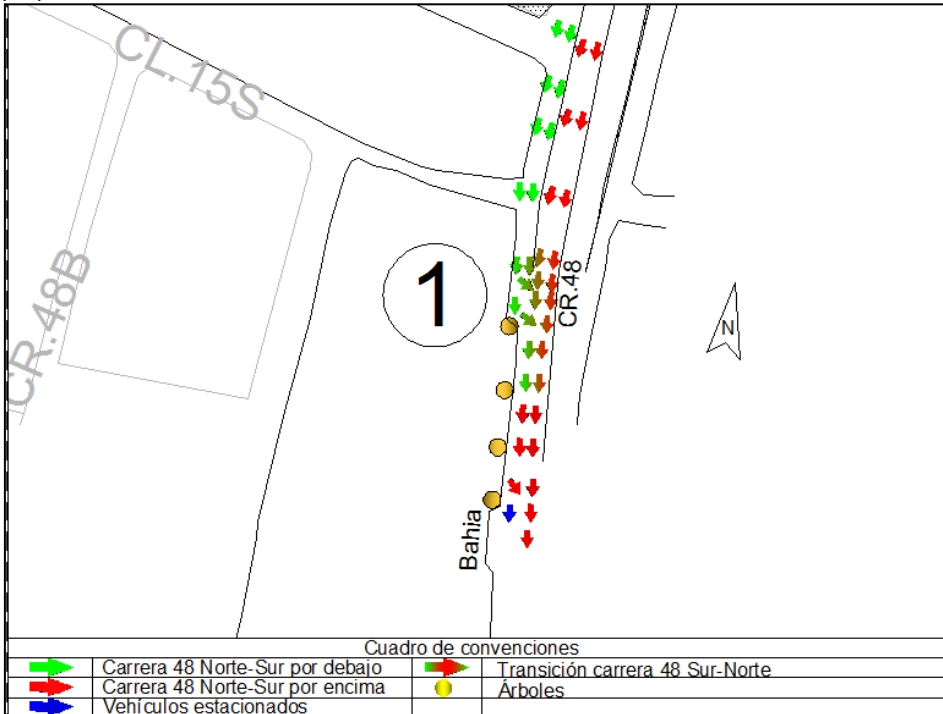 CL. 15S
CR.48B
1
CR.48
N
Bahia
Cuadro de convenciones
Carrera 48 Norte-Sur por debajo
Transición carrera 48 Sur-Norte
Carrera 48 Norte-Sur por encima
Árboles
Vehículos estacionados